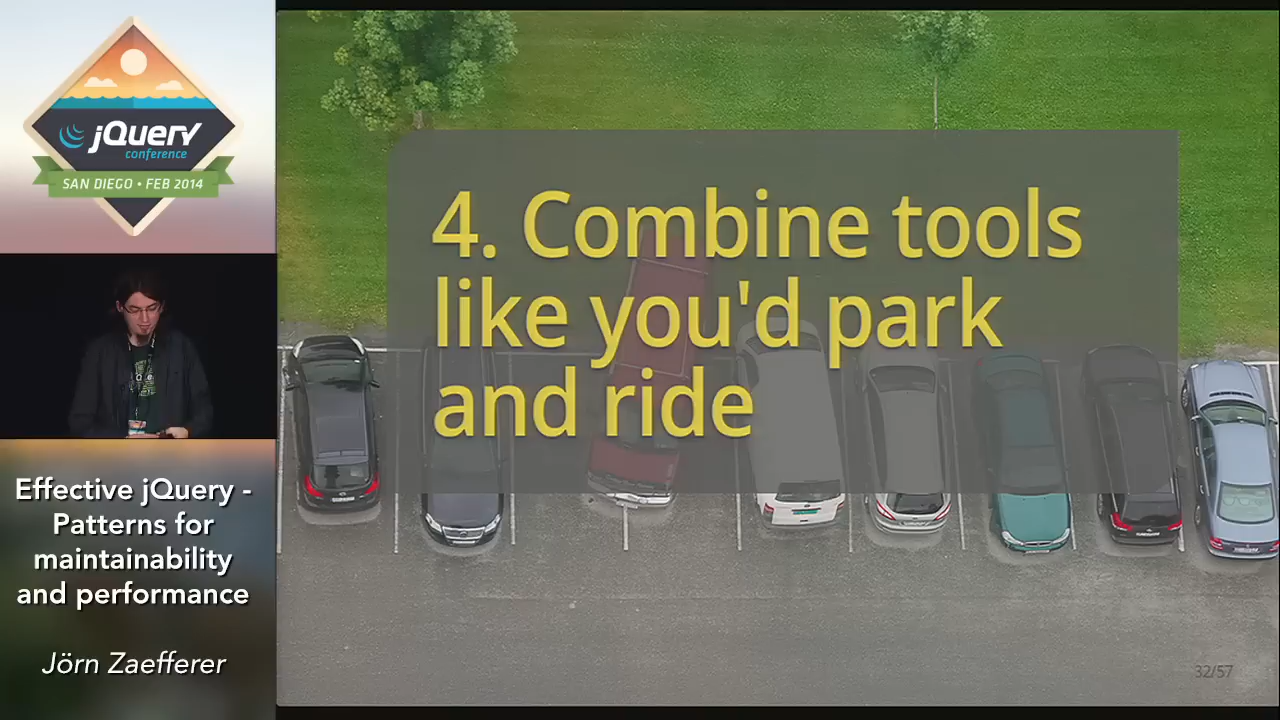 jQuery
conference
SAN DIEGO • FEB 2014
Effective jQuery -
Patterns for
maintainability
and performance
Jörn Zaefferer
4. Combine tools
like you'd park
and ride
32/57